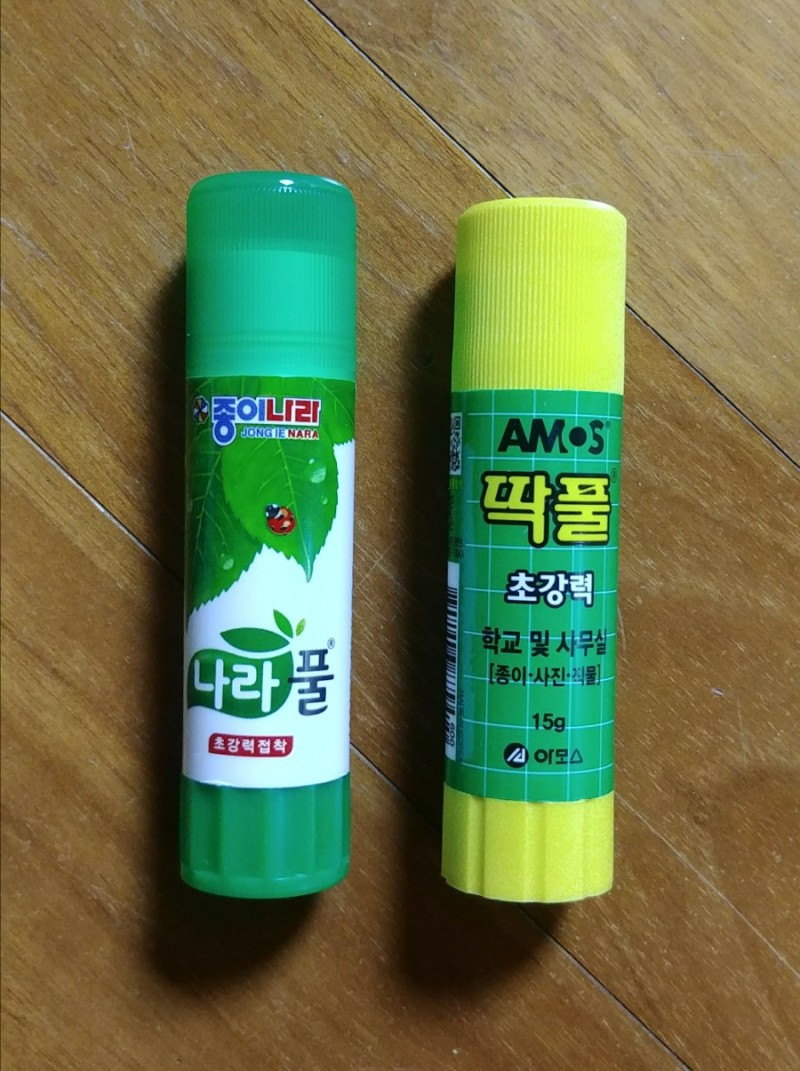 종이나라
JONG IE NARA
나라풀®
초강력접착
AMOS®
딱풀®
초강력
학교 및 사무실
[종이·사진·직물]
15g
아모스